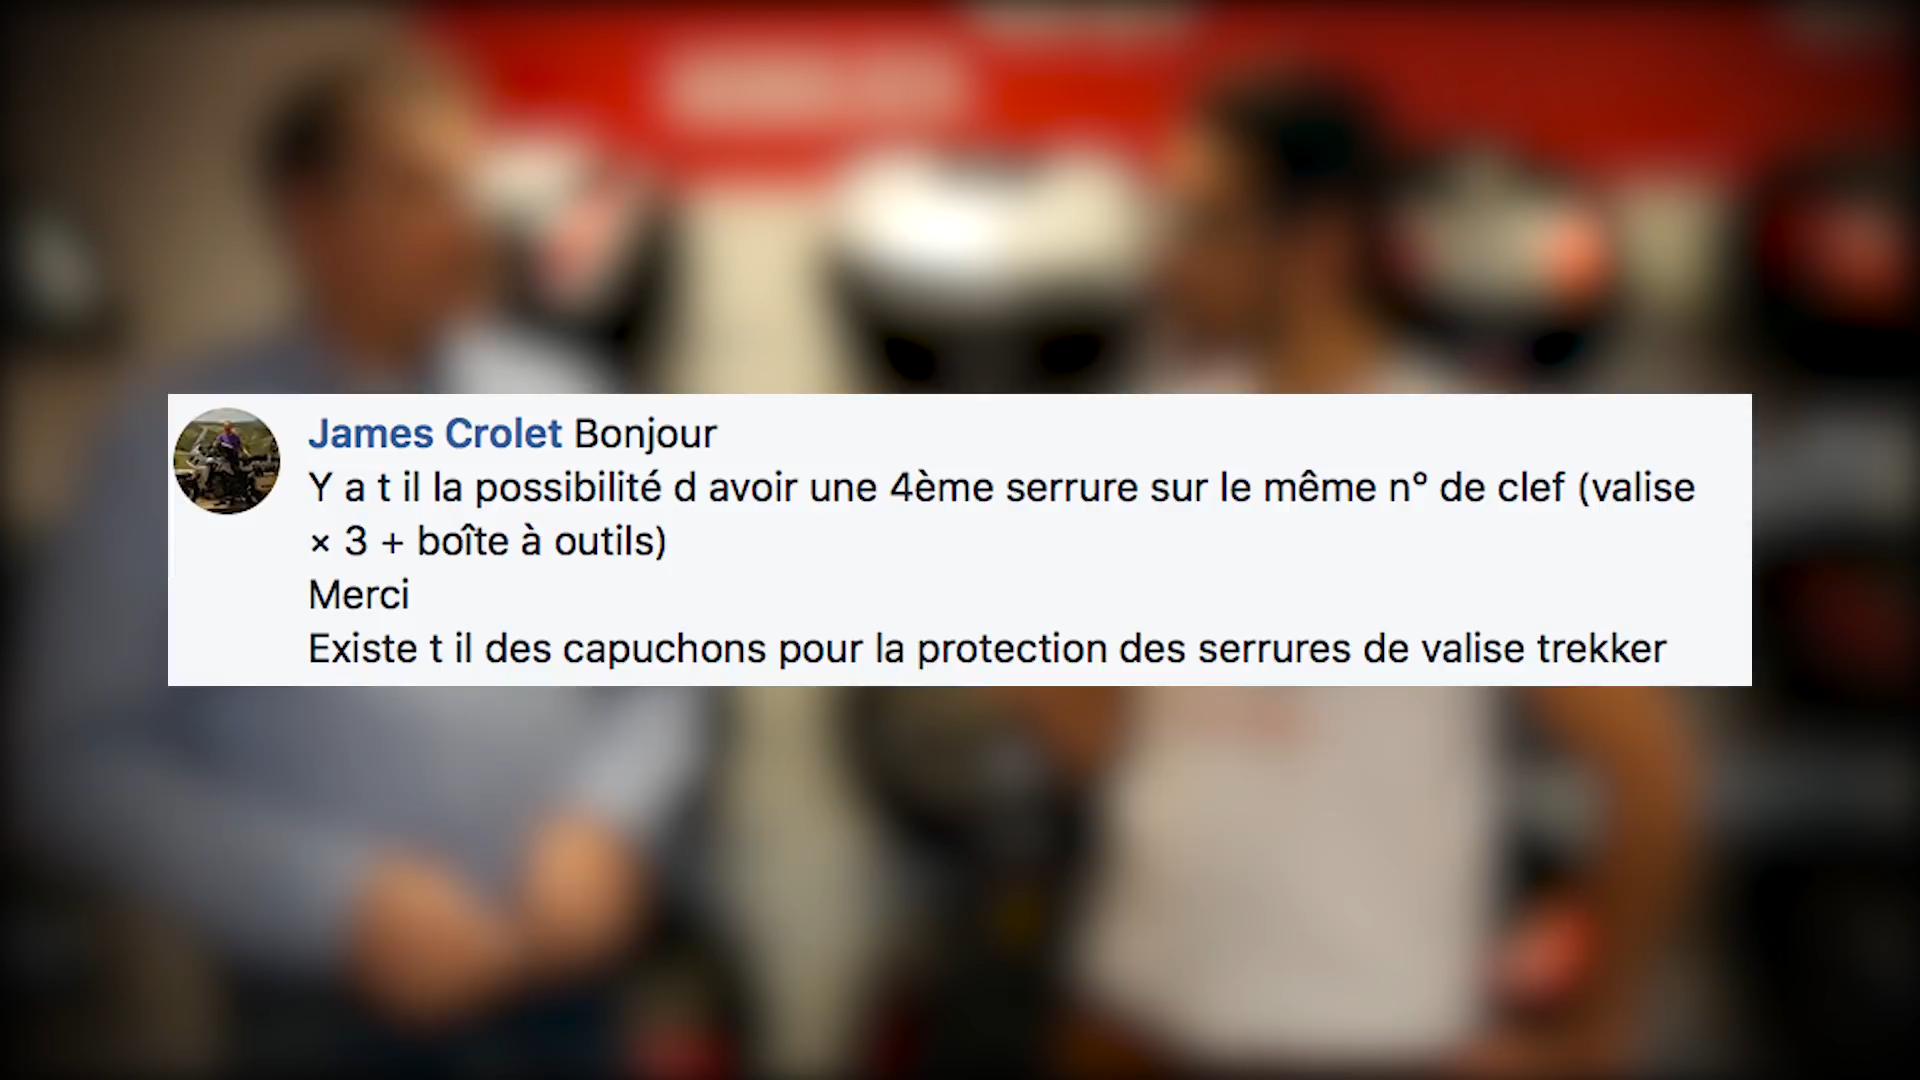 James Crolet Bonjour
Y a t il la possibilité d avoir une 4ème serrure sur le même n° de clef (valise
× 3 + boîte à outils)
Merci
Existe t il des capuchons pour la protection des serrures de valise trekker